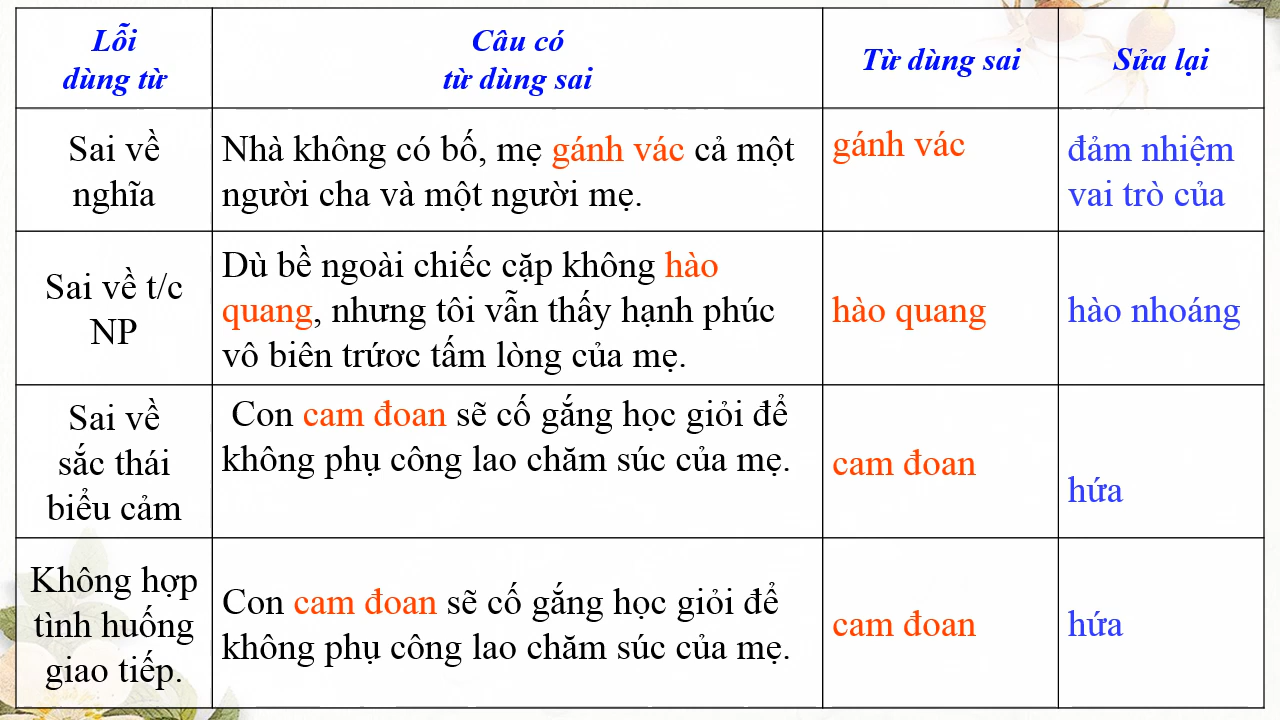 Lỗi
dùng từ
Câu có
từ dùng sai
Từ dùng sai
Sửa lại
Sai về
nghĩa
Nhà không có bố, mẹ gánh vác cả một
người cha và một người mẹ.
gánh vác
đảm nhiệm
vai trò của
Sai về t/c
NP
Dù bề ngoài chiếc cặp không hào
quang, nhưng tôi vẫn thấy hạnh phúc
vô biên trứơc tấm lòng của mẹ.
hào quang
hào nhoáng
Sai về
sắc thái
biểu cảm
Con cam đoan sẽ cố gắng học giỏi để
không phụ công lao chăm súc của mẹ.
cam đoan
hứa
Không hợp
tình huống
giao tiếp.
Con cam đoan sẽ cố gắng học giỏi để
không phụ công lao chăm súc của mẹ.
cam đoan
hứa